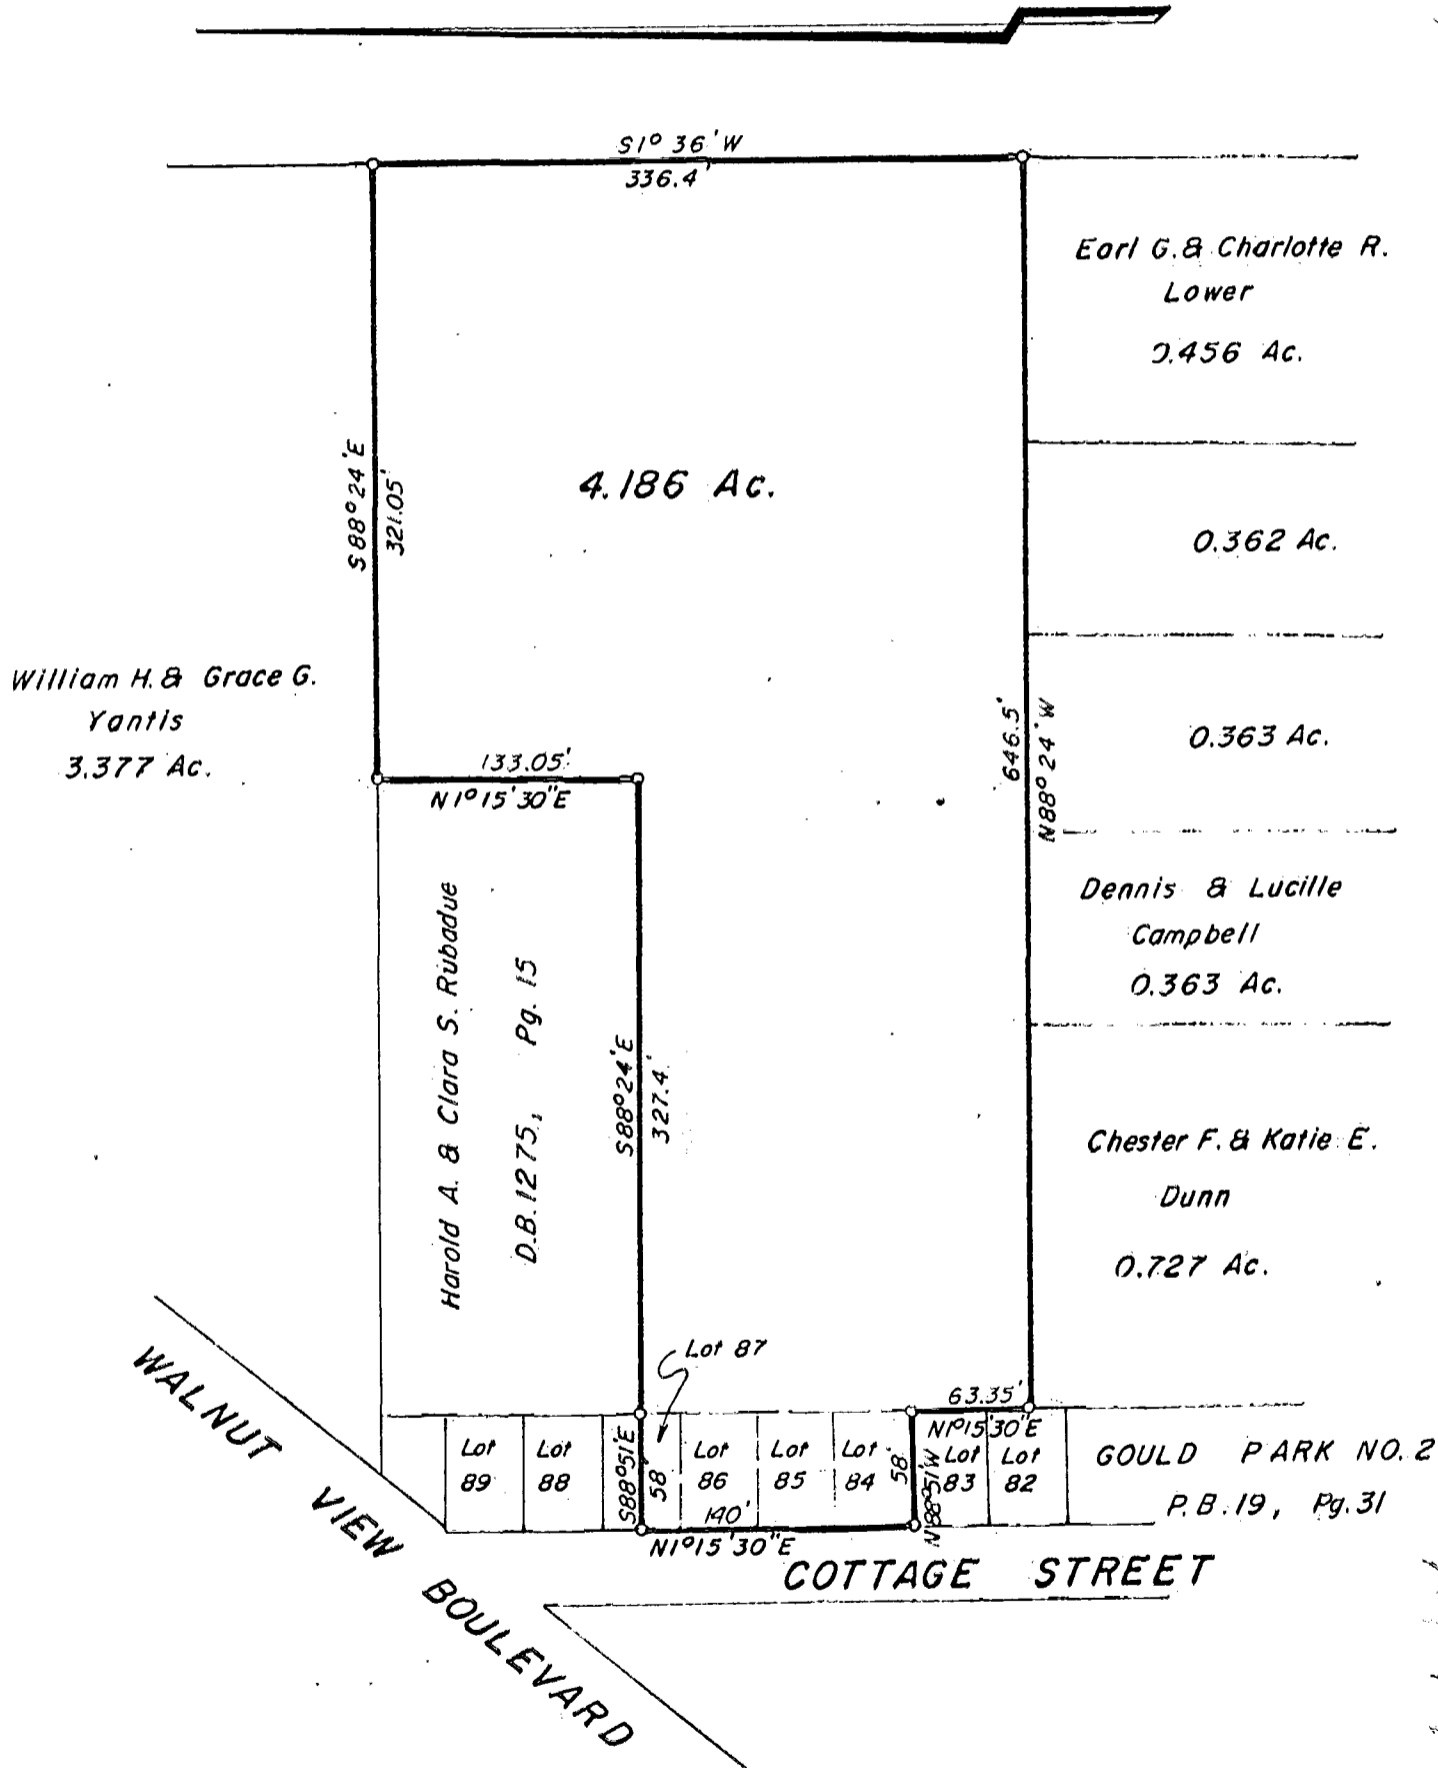 S1° 36' W
336.4'
Earl G. & Charlotte R.
Lower
0.456 Ac.
S88°24'E
321.05'
4.186 Ac.
0.362 Ac.
William H. & Grace G.
Yantis
3.377 Ac.
646.5'
N88°24'W
0.363 Ac.
133.05'
N1°15'30"E
Dennis & Lucille
Campbell
0.363 Ac.
Harold A. & Clara S. Rubadue
D.B.1275, Pg. 15
S88°24'E
327.4'
Chester F. & Katie E.
Dunn
0.727 Ac.
Lot 87
63.35'
N1°15'30"E
Lot
89
Lot
88
S88°51'E
58'
Lot
86
Lot
85
Lot
84
58'
N88°51'W
Lot
83
Lot
82
GOULD PARK NO. 2
P.B.19, Pg.31
140'
N1°15'30"E
COTTAGE STREET
WALNUT VIEW BOULEVARD